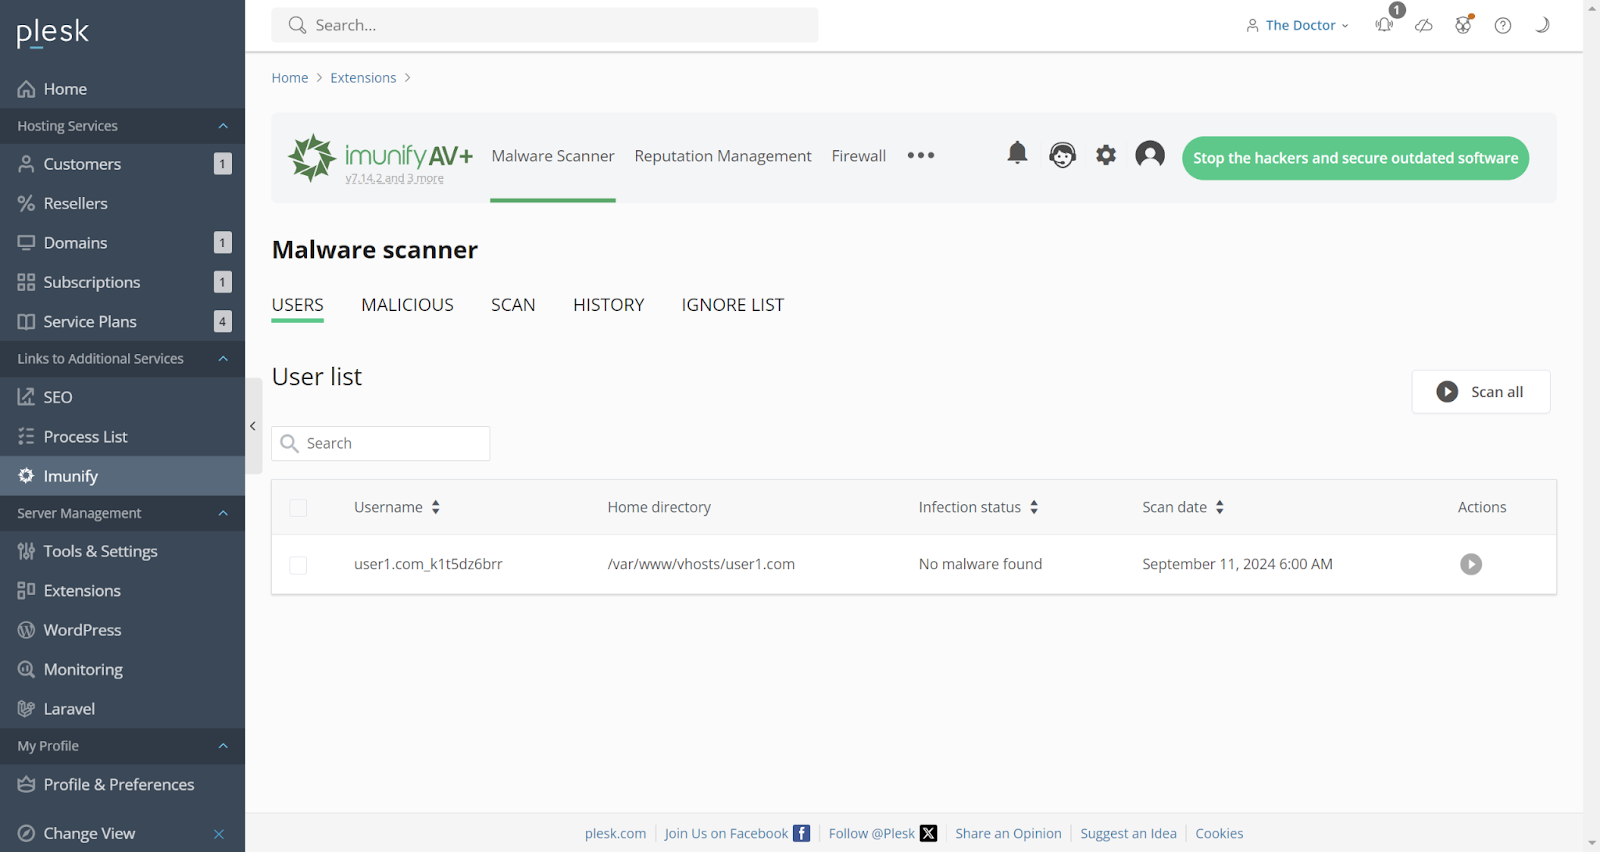 plesk
Search...
1
The Doctor
Home
Hosting Services
Customers 1
Resellers
Domains 1
Subscriptions 1
Service Plans 4
Links to Additional Services
SEO
Process List
Imunify
Server Management
Tools & Settings
Extensions
WordPress
Monitoring
Laravel
My Profile
Profile & Preferences
Change View
Home > Extensions >
imunifyAV+
v7.14.2 and 3 more
Malware Scanner Reputation Management Firewall •••
Stop the hackers and secure outdated software
Malware scanner
USERS MALICIOUS SCAN HISTORY IGNORE LIST
User list
Scan all
Search
Username Home directory Infection status Scan date Actions
user1.com_k1t5dz6brr /var/www/vhosts/user1.com No malware found September 11, 2024 6:00 AM
plesk.com Join Us on Facebook Follow @Plesk Share an Opinion Suggest an Idea Cookies